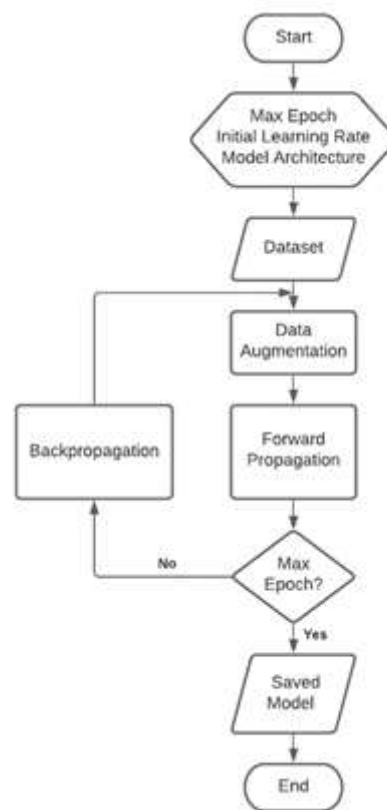 Start
Max Epoch
Initial Learning Rate
Model Architecture
Dataset
Data
Augmentation
Backpropagation
Forward
Propagation
No
Max
Epoch?
Yes
Saved
Model
End